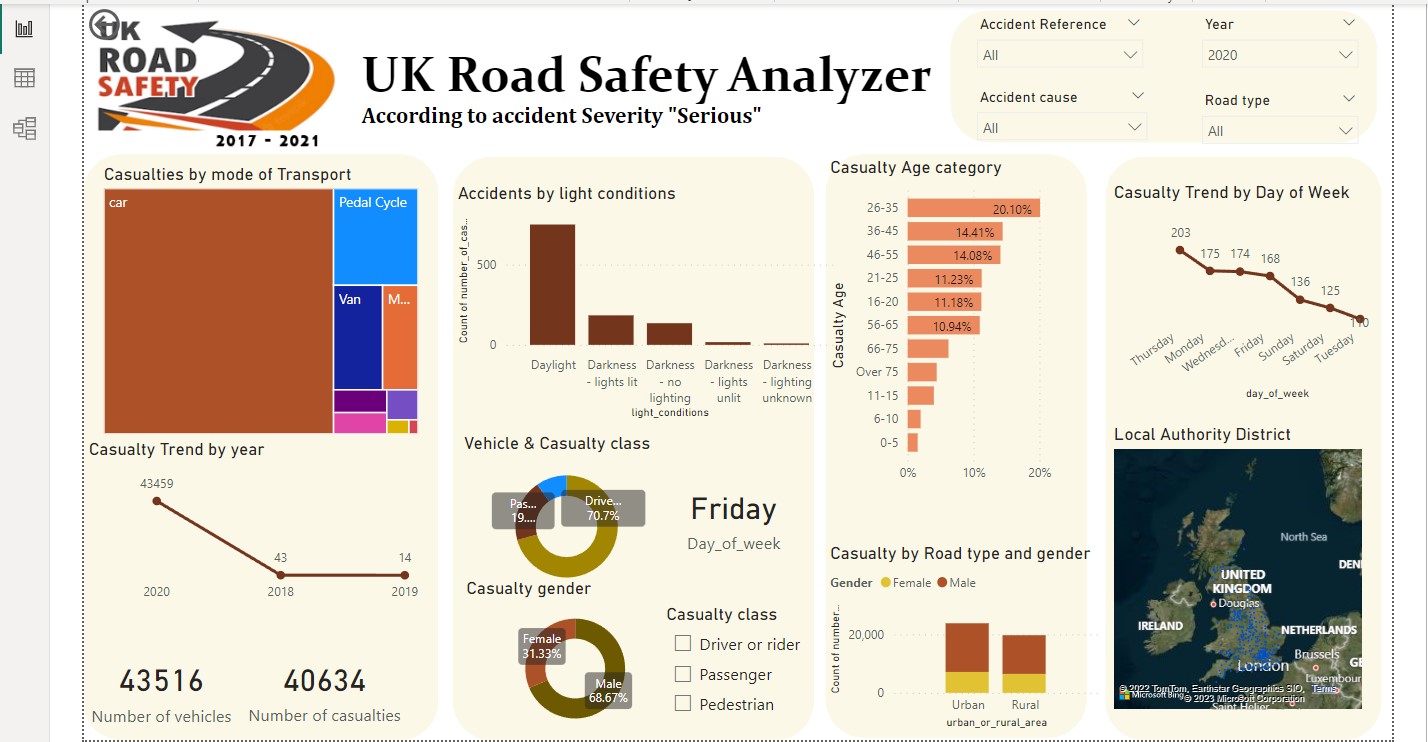 UK
ROAD
SAFETY
2017 - 2021
UK Road Safety Analyzer
According to accident Severity "Serious"
Accident Reference
All
Year
2020
Accident cause
All
Road type
All
Casualties by mode of Transport
car
Pedal Cycle
Van
M...
Casualty Trend by year
43459
43
14
2020
2018
2019
43516
Number of vehicles
40634
Number of casualties
Accidents by light conditions
Count of number_of_cas...
500
0
Daylight
Darkness
- lights lit
Darkness
- no
lighting
Darkness
- lights
unlit
Darkness
- lighting
unknown
light_conditions
Vehicle & Casualty class
Pas...
19....
Drive...
70.7%
Friday
Day_of_week
Casualty gender
Female
31.33%
Male
68.67%
Casualty class
Driver or rider
Passenger
Pedestrian
Casualty Age category
Casualty Age
26-35
20.10%
36-45
14.41%
46-55
14.08%
21-25
11.23%
16-20
11.18%
56-65
10.94%
66-75
Over 75
11-15
6-10
0-5
0%
10%
20%
Casualty by Road type and gender
Gender
Female
Male
Count of number...
20,000
0
Urban
Rural
urban_or_rural_area
Casualty Trend by Day of Week
203
175
174
168
136
125
110
Thursday
Monday
Wednesd...
Friday
Sunday
Saturday
Tuesday
day_of_week
Local Authority District
North Sea
DEN
UNITED
KINGDOM
Douglas
IRELAND
NETHERLANDS
Brussels
GE
London
Luxembour
© 2022 TomTom, Earthstar Geographics SIO, Terms
Microsoft Bing
© 2023 Microsoft Corporation
Saint Helier